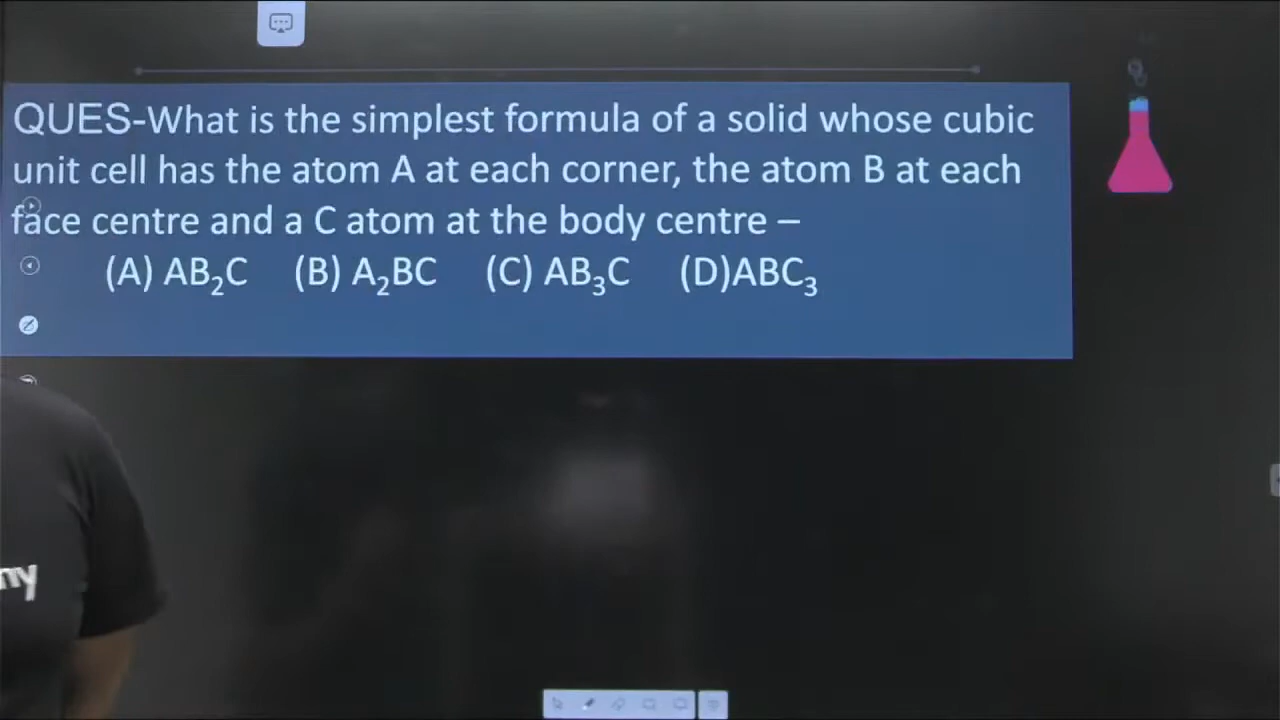 QUES-What is the simplest formula of a solid whose cubic
unit cell has the atom A at each corner, the atom B at each
face centre and a C atom at the body centre –
(A) AB₂C (B) A₂BC (C) AB₃C (D)ABC₃
ny